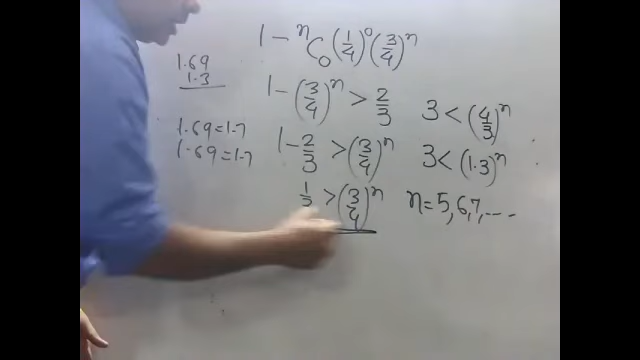 1.69
1.3
1.69=1.7
1.69=1.7
1 - ⁿC₀ (1/4)⁰ (3/4)ⁿ
1 - (3/4)ⁿ > 2/3
1 - 2/3 > (3/4)ⁿ
1/3 > (3/4)ⁿ
3 < (4/3)ⁿ
3 < (1.3)ⁿ
n = 5,6,7,....